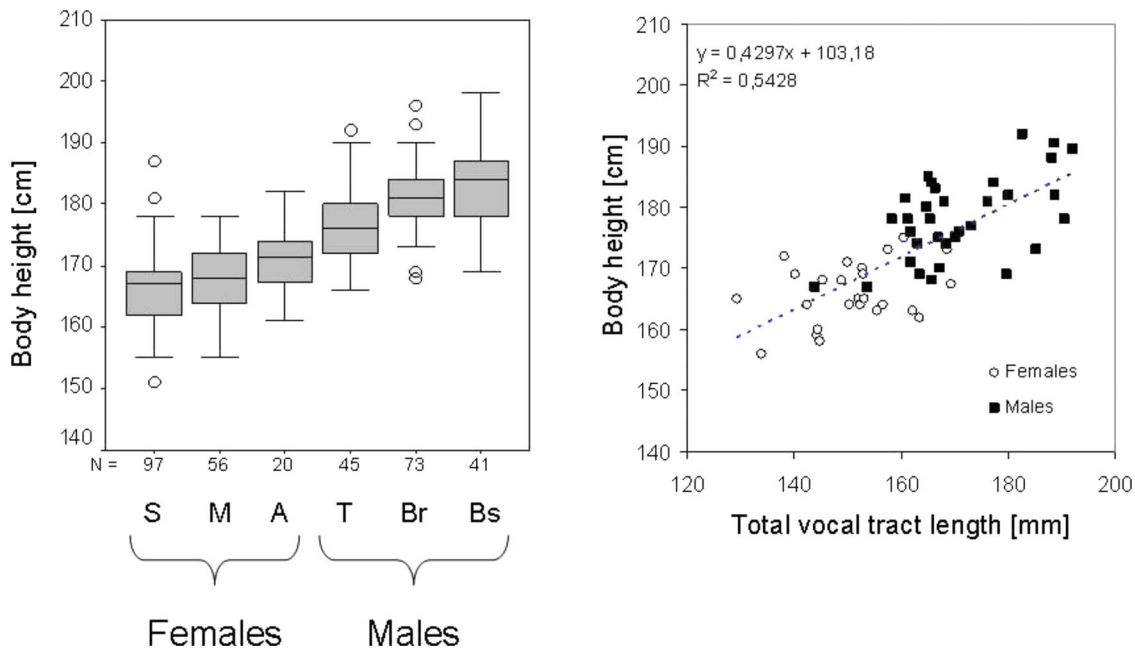 210
200
190
180
170
160
150
140
Body height [cm]
N = 97 56 20 45 73 41
S M A T Br Bs
Females Males
y = 0,4297x + 103,18
R² = 0,5428
210
200
190
180
170
160
150
140
Body height [cm]
Females
Males
120 140 160 180 200
Total vocal tract length [mm]